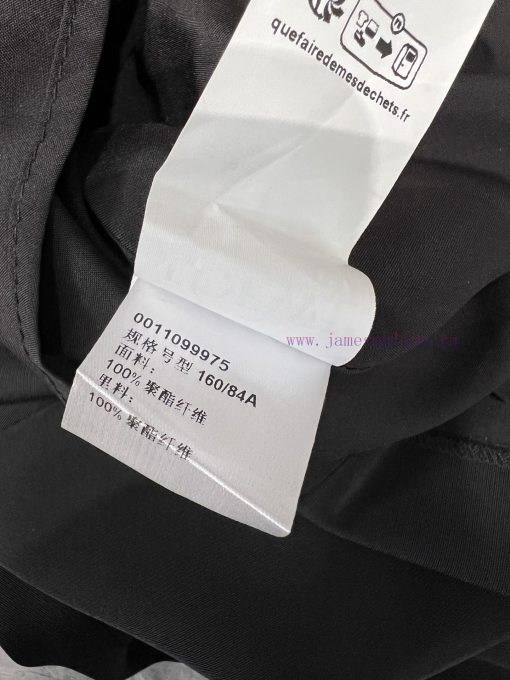 quefairedemesdechets.fr
0011099975
规格号型 160/84A
面料:
100% 聚酯纤维
里料:
100% 聚酯纤维